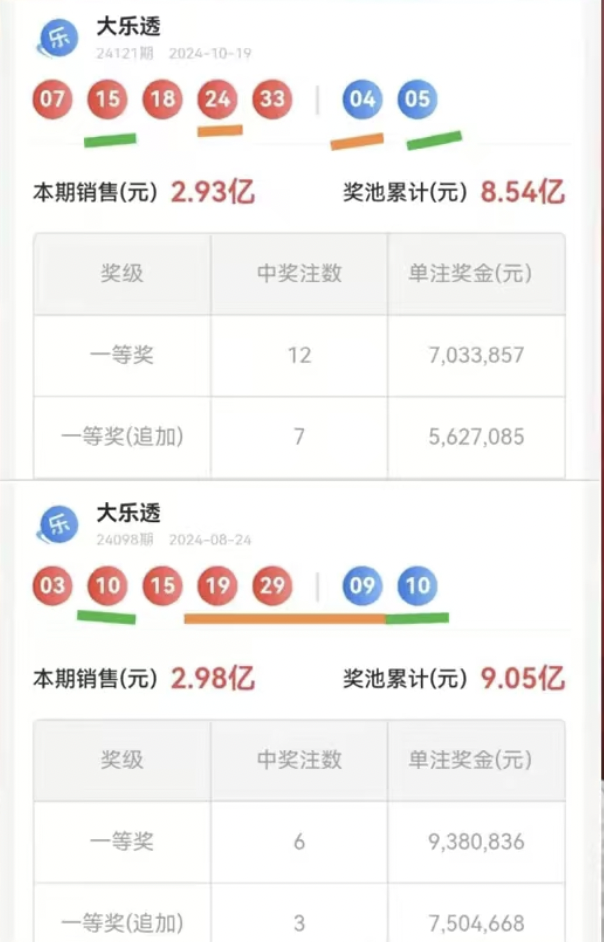 乐
大乐透
24121期 2024-10-19
07 15 18 24 33 04 05
本期销售(元) 2.93亿 奖池累计(元) 8.54亿
奖级 中奖注数 单注奖金(元)
一等奖 12 7,033,857
一等奖(追加) 7 5,627,085
乐
大乐透
24098期 2024-08-24
03 10 15 19 29 09 10
本期销售(元) 2.98亿 奖池累计(元) 9.05亿
奖级 中奖注数 单注奖金(元)
一等奖 6 9,380,836
一等奖(追加) 3 7,504,668